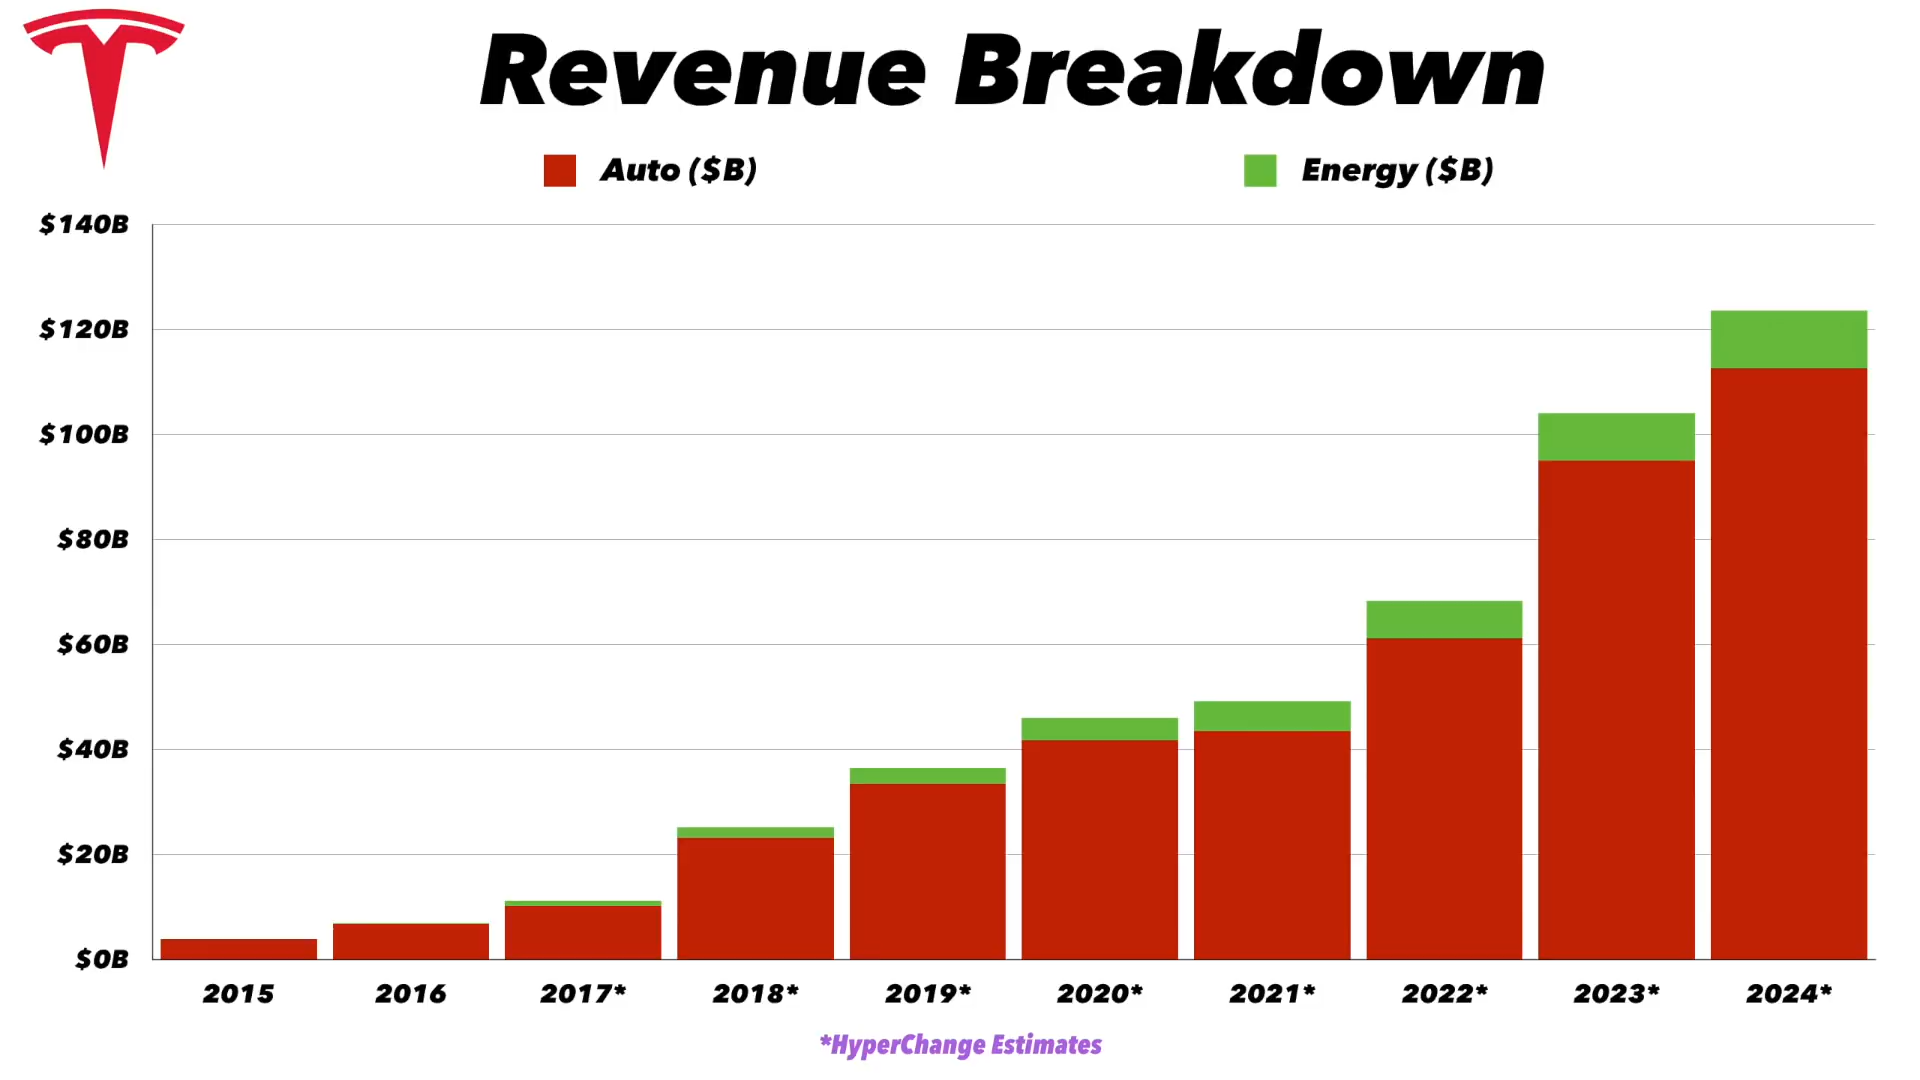 Revenue Breakdown
Auto ($B)
Energy ($B)
$140B
$120B
$100B
$80B
$60B
$40B
$20B
$0B
2015 2016 2017* 2018* 2019* 2020* 2021* 2022* 2023* 2024*
*HyperChange Estimates